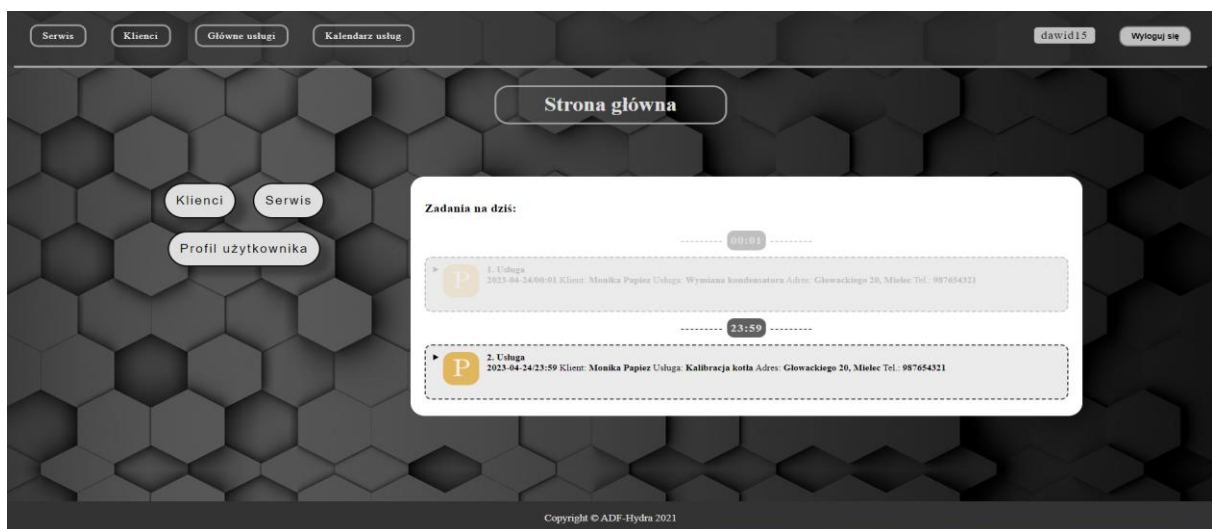 Serwis Klienci Główne usługi Kalendarz usług dawid15 Wyloguj się
Strona główna
Klienci Serwis
Profil użytkownika
Zadania na dziś:
--------- 00:01 ---------
P
1. Usługa
2023-04-24/00:01 Klient: Monika Papiez Usługa: Wymiana kondensatora Adres: Głowackiego 20, Mielec Tel.: 987654321
--------- 23:59 ---------
P
2. Usługa
2023-04-24/23:59 Klient: Monika Papiez Usługa: Kalibracja kotła Adres: Głowackiego 20, Mielec Tel.: 987654321
Copyright © ADF-Hydra 2021